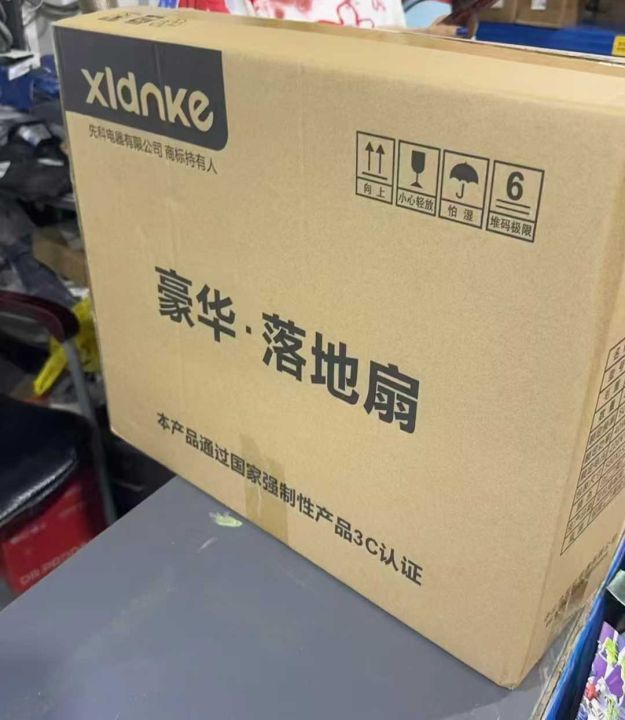 xldnke
先科电器有限公司 商标持有人
向上
小心轻放
怕 湿
6
堆码极限
豪华·落地扇
本产品通过国家强制性产品3C认证